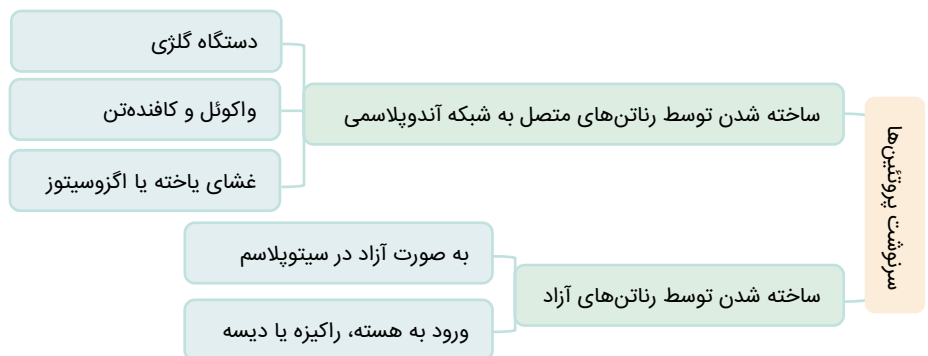 سرنوشت پروتئین‌ها
ساخته شدن توسط رناتن‌های متصل به شبکه آندوپلاسمی
دستگاه گلژی
واکوئل و کافنده‌تن
غشای یاخته یا اگزوسیتوز
ساخته شدن توسط رناتن‌های آزاد
به صورت آزاد در سیتوپلاسم
ورود به هسته، راکیزه یا دیسه